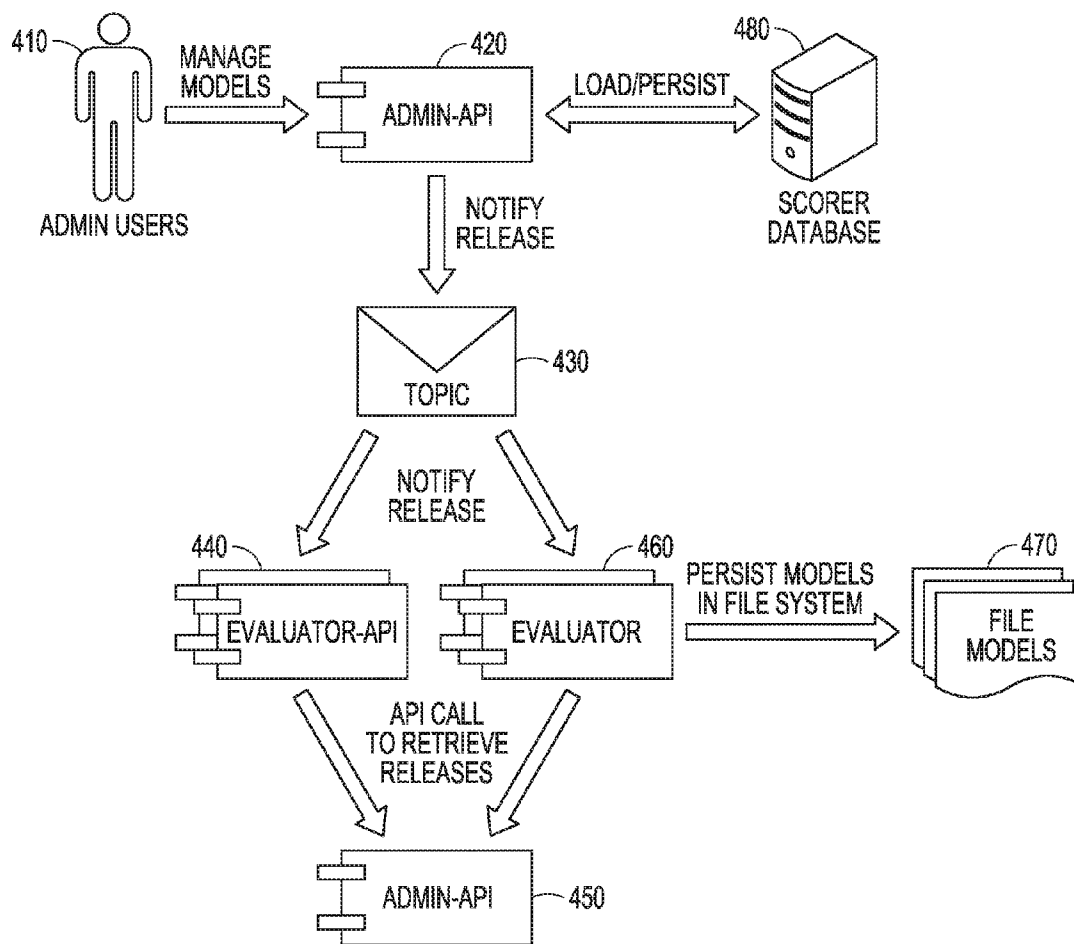 410
MANAGE
MODELS
420
ADMIN-API
LOAD/PERSIST
480
ADMIN USERS
SCORER
DATABASE
NOTIFY
RELEASE
TOPIC
430
NOTIFY
RELEASE
440
EVALUATOR-API
460
EVALUATOR
PERSIST MODELS
IN FILE SYSTEM
470
FILE
MODELS
API CALL
TO RETRIEVE
RELEASES
ADMIN-API
450